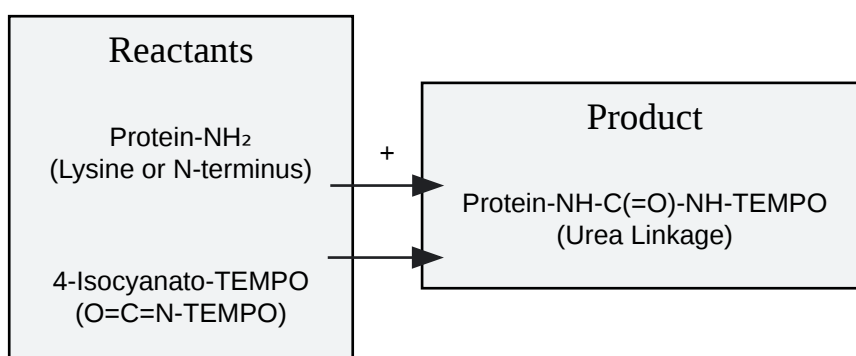 Reactants
Protein-NH₂
(Lysine or N-terminus)
4-Isocyanato-TEMPO
(O=C=N-TEMPO)
+
Product
Protein-NH-C(=O)-NH-TEMPO
(Urea Linkage)